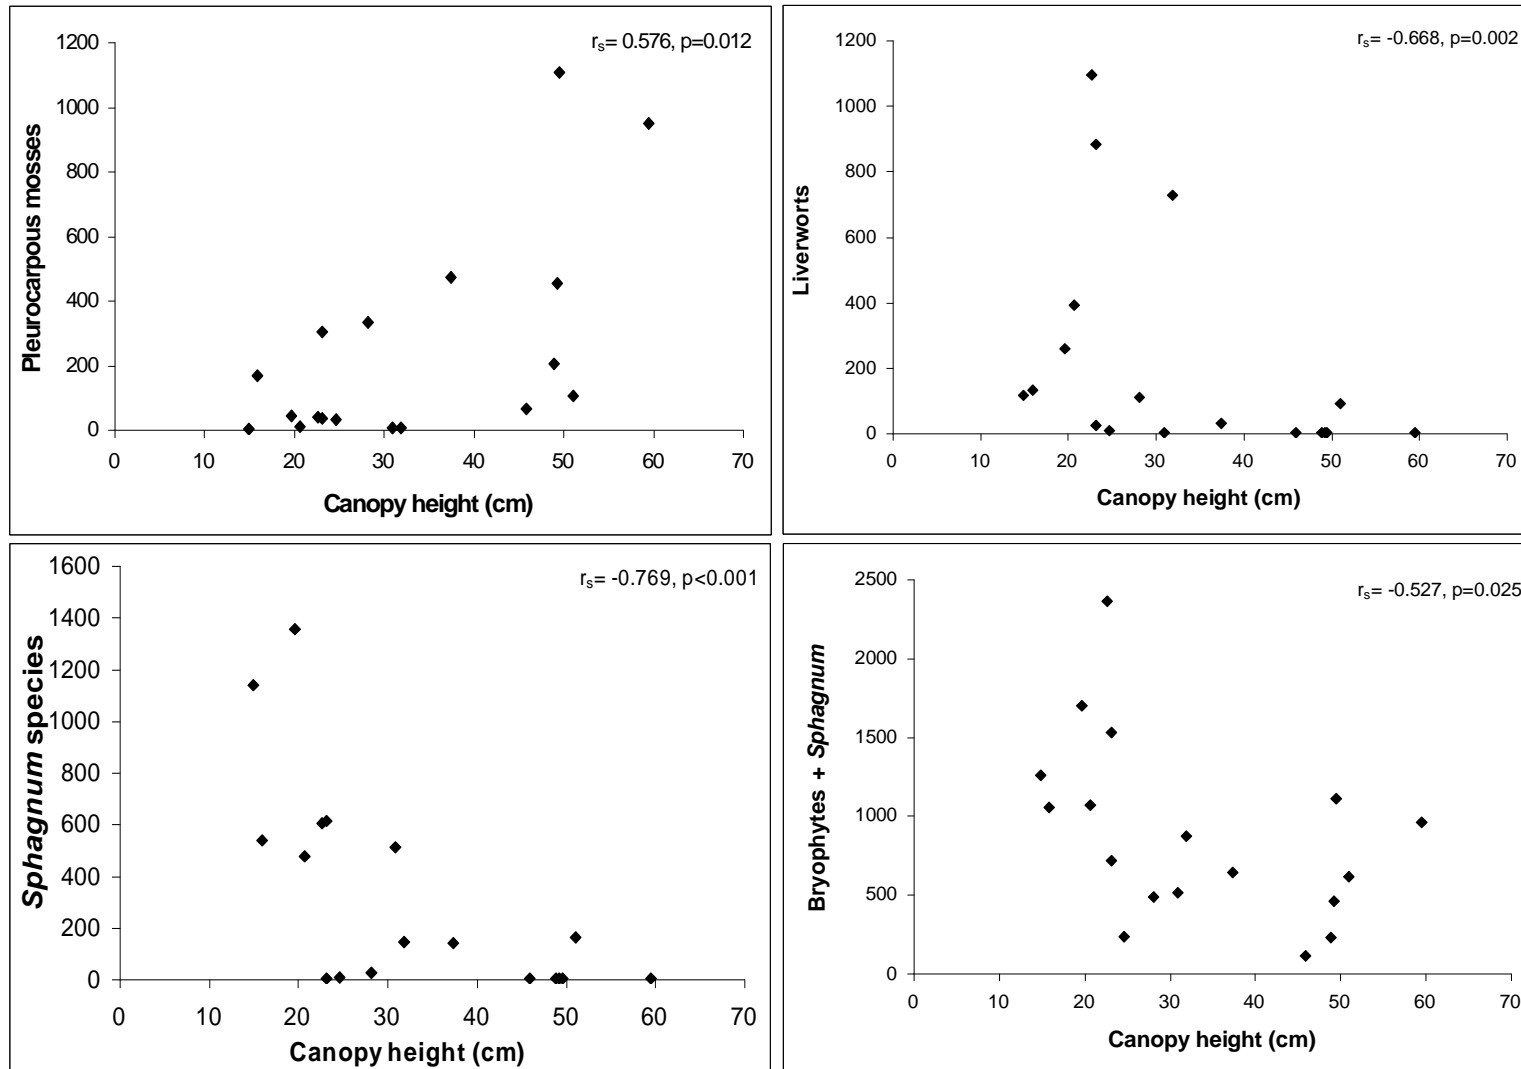 r_s= 0.576, p=0.012
1200
1000
800
600
400
200
0
0 10 20 30 40 50 60 70
Pleurocarpous mosses
Canopy height (cm)
r_s= -0.668, p=0.002
1200
1000
800
600
400
200
0
0 10 20 30 40 50 60 70
Liverworts
Canopy height (cm)
r_s= -0.769, p<0.001
1600
1400
1200
1000
800
600
400
200
0
0 10 20 30 40 50 60 70
Sphagnum species
Canopy height (cm)
r_s= -0.527, p=0.025
2500
2000
1500
1000
500
0
0 10 20 30 40 50 60 70
Bryophytes + Sphagnum
Canopy height (cm)